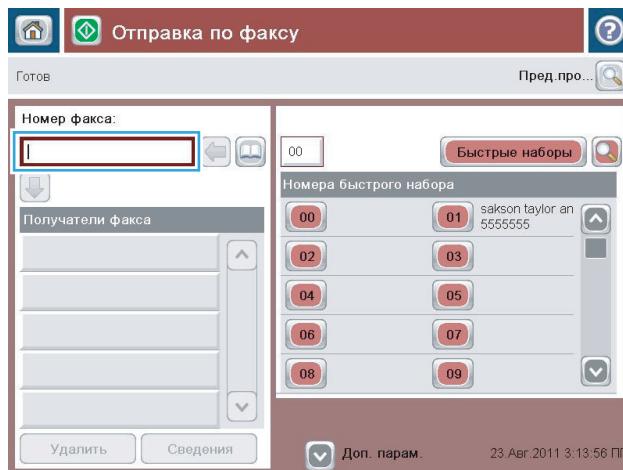 Отправка по факсу
?
Готов
Пред.про...
Номер факса:
00
Быстрые наборы
Номера быстрого набора
Получатели факса
00
01 sakson taylor an
5555555
02 03
04 05
06 07
08 09
Удалить Сведения
Доп. парам.
23.Авг.2011 3:13:56 ПП